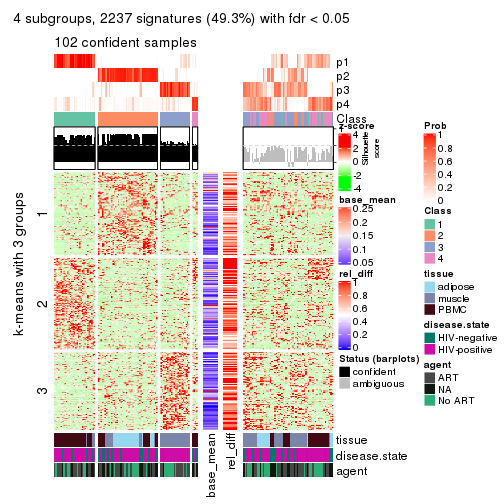 4 subgroups, 2237 signatures (49.3%) with fdr < 0.05
102 confident samples
p1
p2
p3
p4
Class
z-score
4
2
0
-2
-4
Silhouette
score
1
base_mean
0.25
0.2
0.15
0.1
0.05
rel_diff
1
0.8
0.6
0.4
0.2
0
Status (barplots)
confident
ambiguous
Prob
1
0.8
0.6
0.4
0.2
0
Class
1
2
3
4
tissue
adipose
muscle
PBMC
disease.state
HIV-negative
HIV-positive
agent
ART
NA
No ART
k-means with 3 groups
1
2
3
base_mean
rel_diff
tissue
disease.state
agent